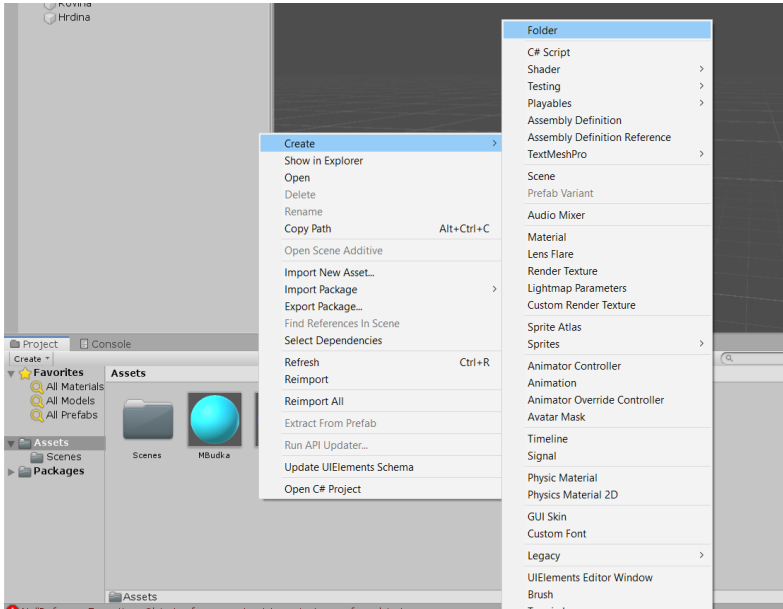 Hrdina
Create
Show in Explorer
Open
Delete
Rename
Copy Path Alt+Ctrl+C
Open Scene Additive
Import New Asset...
Import Package
Export Package...
Find References In Scene
Select Dependencies
Refresh Ctrl+R
Reimport
Reimport All
Extract From Prefab
Run API Updater...
Update UIElements Schema
Open C# Project
Folder
C# Script
Shader
Testing
Playables
Assembly Definition
Assembly Definition Reference
TextMeshPro
Scene
Prefab Variant
Audio Mixer
Material
Lens Flare
Render Texture
Lightmap Parameters
Custom Render Texture
Sprite Atlas
Sprites
Animator Controller
Animation
Animator Override Controller
Avatar Mask
Timeline
Signal
Physic Material
Physics Material 2D
GUI Skin
Custom Font
Legacy
UIElements Editor Window
Brush
Project Console
Create
Favorites
All Materials
All Models
All Prefabs
Assets
Scenes
Packages
Assets
Scenes MBudka
Assets